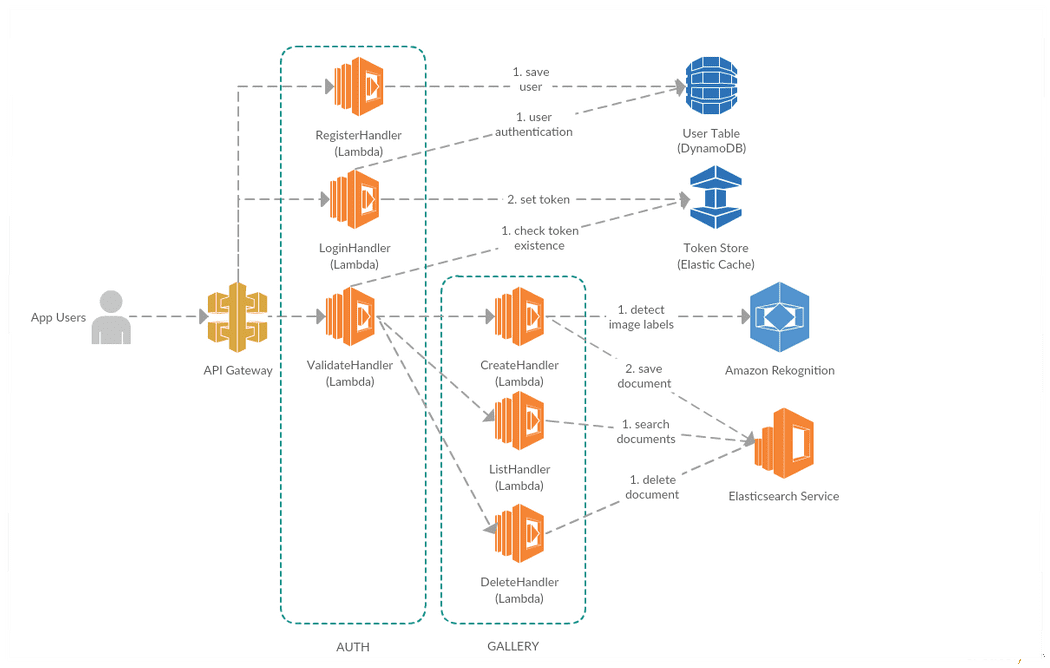 1. save
user
RegisterHandler
(Lambda)
User Table
(DynamoDB)
1. user
authentication
2. set token
LoginHandler
(Lambda)
Token Store
(Elastic Cache)
1. check token
existence
App Users
API Gateway
ValidateHandler
(Lambda)
CreateHandler
(Lambda)
1. detect
image labels
Amazon Rekognition
2. save
document
ListHandler
(Lambda)
1. search
documents
1. delete
document
Elasticsearch Service
DeleteHandler
(Lambda)
AUTH
GALLERY